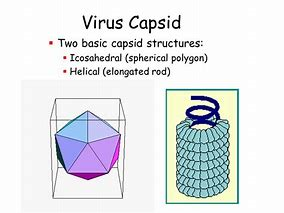 Virus Capsid
Two basic capsid structures:
Icosahedral (spherical polygon)
Helical (elongated rod)